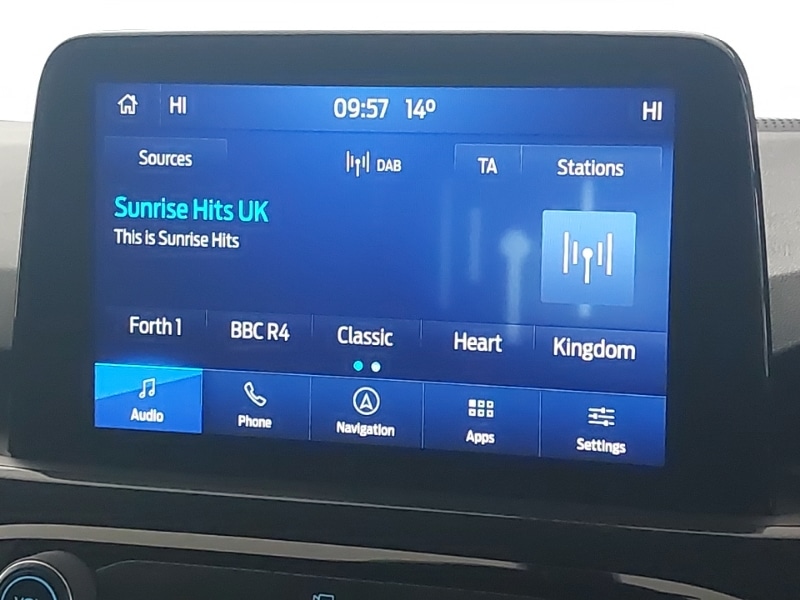 HI 09:57 14º HI
Sources DAB TA Stations
Sunrise Hits UK
This is Sunrise Hits
Forth 1 BBC R4 Classic Heart Kingdom
Audio Phone Navigation Apps Settings